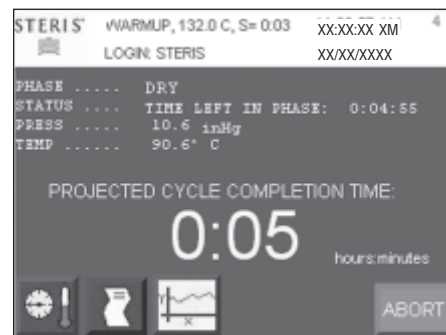 STERIS® WARMUP, 132.0 C, S= 0:03 XX:XX:XX XM 4
LOGIN: STERIS XX/XX/XXXX
PHASE ..... DRY
STATUS .... TIME LEFT IN PHASE: 0:04:55
PRESS ..... 10.6 inHg
TEMP ...... 90.6° C
PROJECTED CYCLE COMPLETION TIME:
0:05
hours:minutes
X
ABORT